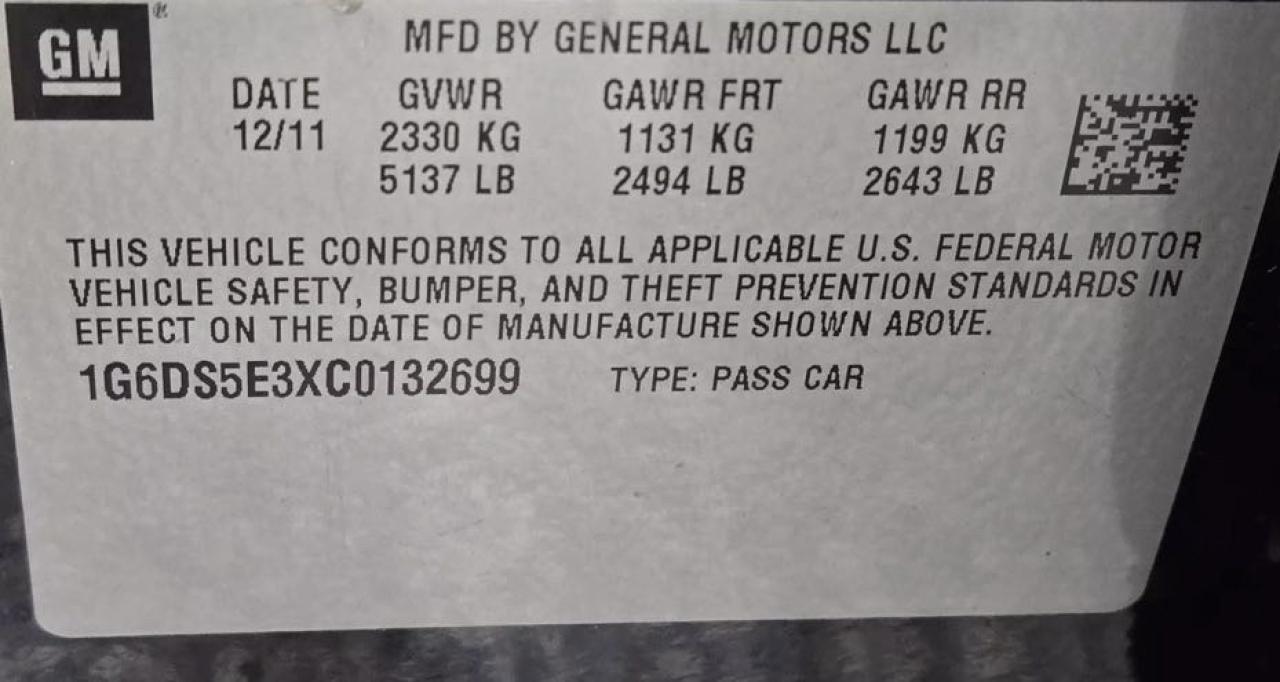 GM ®
MFD BY GENERAL MOTORS LLC
DATE GVWR GAWR FRT GAWR RR
12/11 2330 KG 1131 KG 1199 KG
5137 LB 2494 LB 2643 LB
THIS VEHICLE CONFORMS TO ALL APPLICABLE U.S. FEDERAL MOTOR
VEHICLE SAFETY, BUMPER, AND THEFT PREVENTION STANDARDS IN
EFFECT ON THE DATE OF MANUFACTURE SHOWN ABOVE.
1G6DS5E3XC0132699 TYPE: PASS CAR